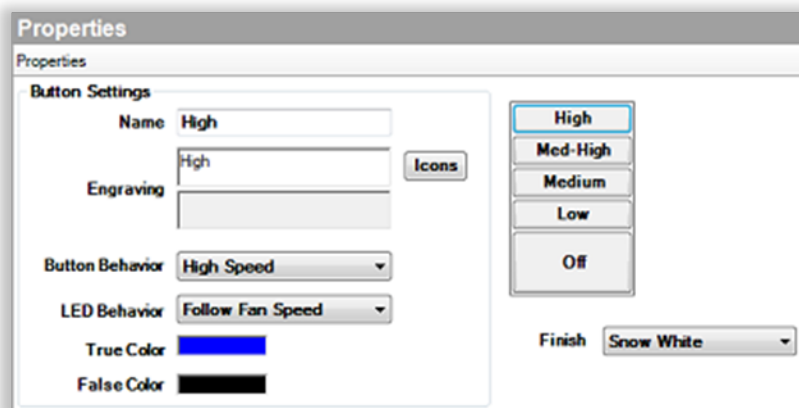 Properties
Properties
Button Settings
Name High
Engraving High
Icons
Button Behavior High Speed
LED Behavior Follow Fan Speed
True Color
False Color
High
Med-High
Medium
Low
Off
Finish Snow White